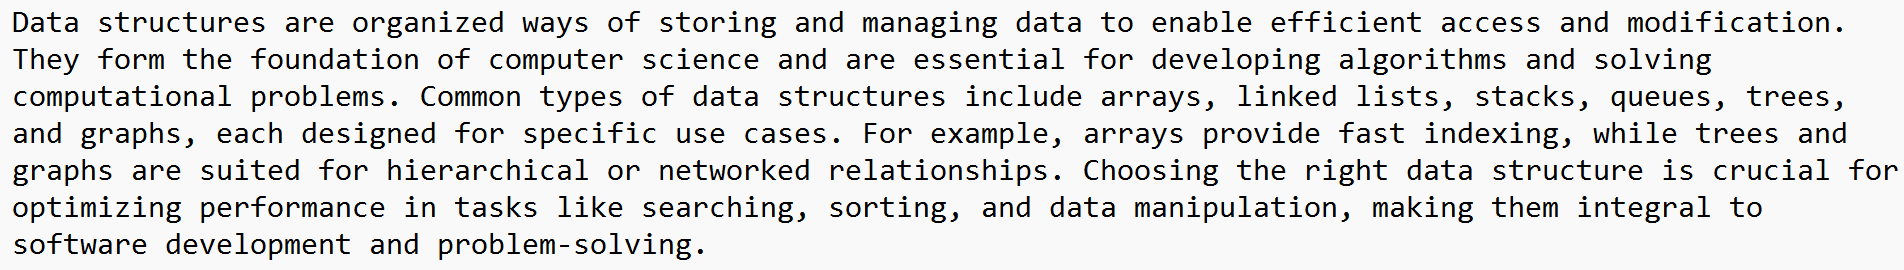 Data structures are organized ways of storing and managing data to enable efficient access and modification.
They form the foundation of computer science and are essential for developing algorithms and solving
computational problems. Common types of data structures include arrays, linked lists, stacks, queues, trees,
and graphs, each designed for specific use cases. For example, arrays provide fast indexing, while trees and
graphs are suited for hierarchical or networked relationships. Choosing the right data structure is crucial for
optimizing performance in tasks like searching, sorting, and data manipulation, making them integral to
software development and problem-solving.